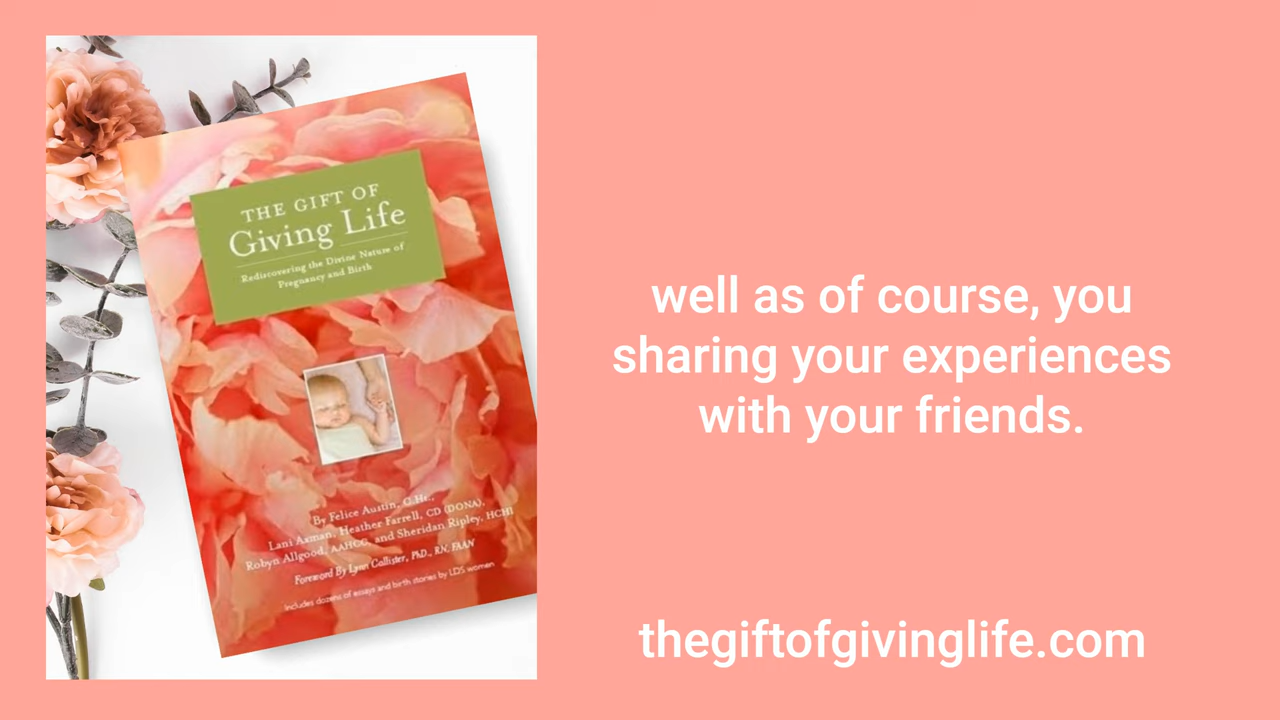 THE GIFT OF
Giving Life
Rediscovering the Divine Nature of
Pregnancy and Birth
By Felice Austin, C.Ht.,
Lani Axman, Heather Farrell, CD (DONA),
Robyn Allgood, AAHCC, and Sheridan Ripley, HCHI
Foreword By Lynn Callister, PhD., RN, FAAN
Includes dozens of essays and birth stories by LDS women
well as of course, you
sharing your experiences
with your friends.
thegiftofgivinglife.com